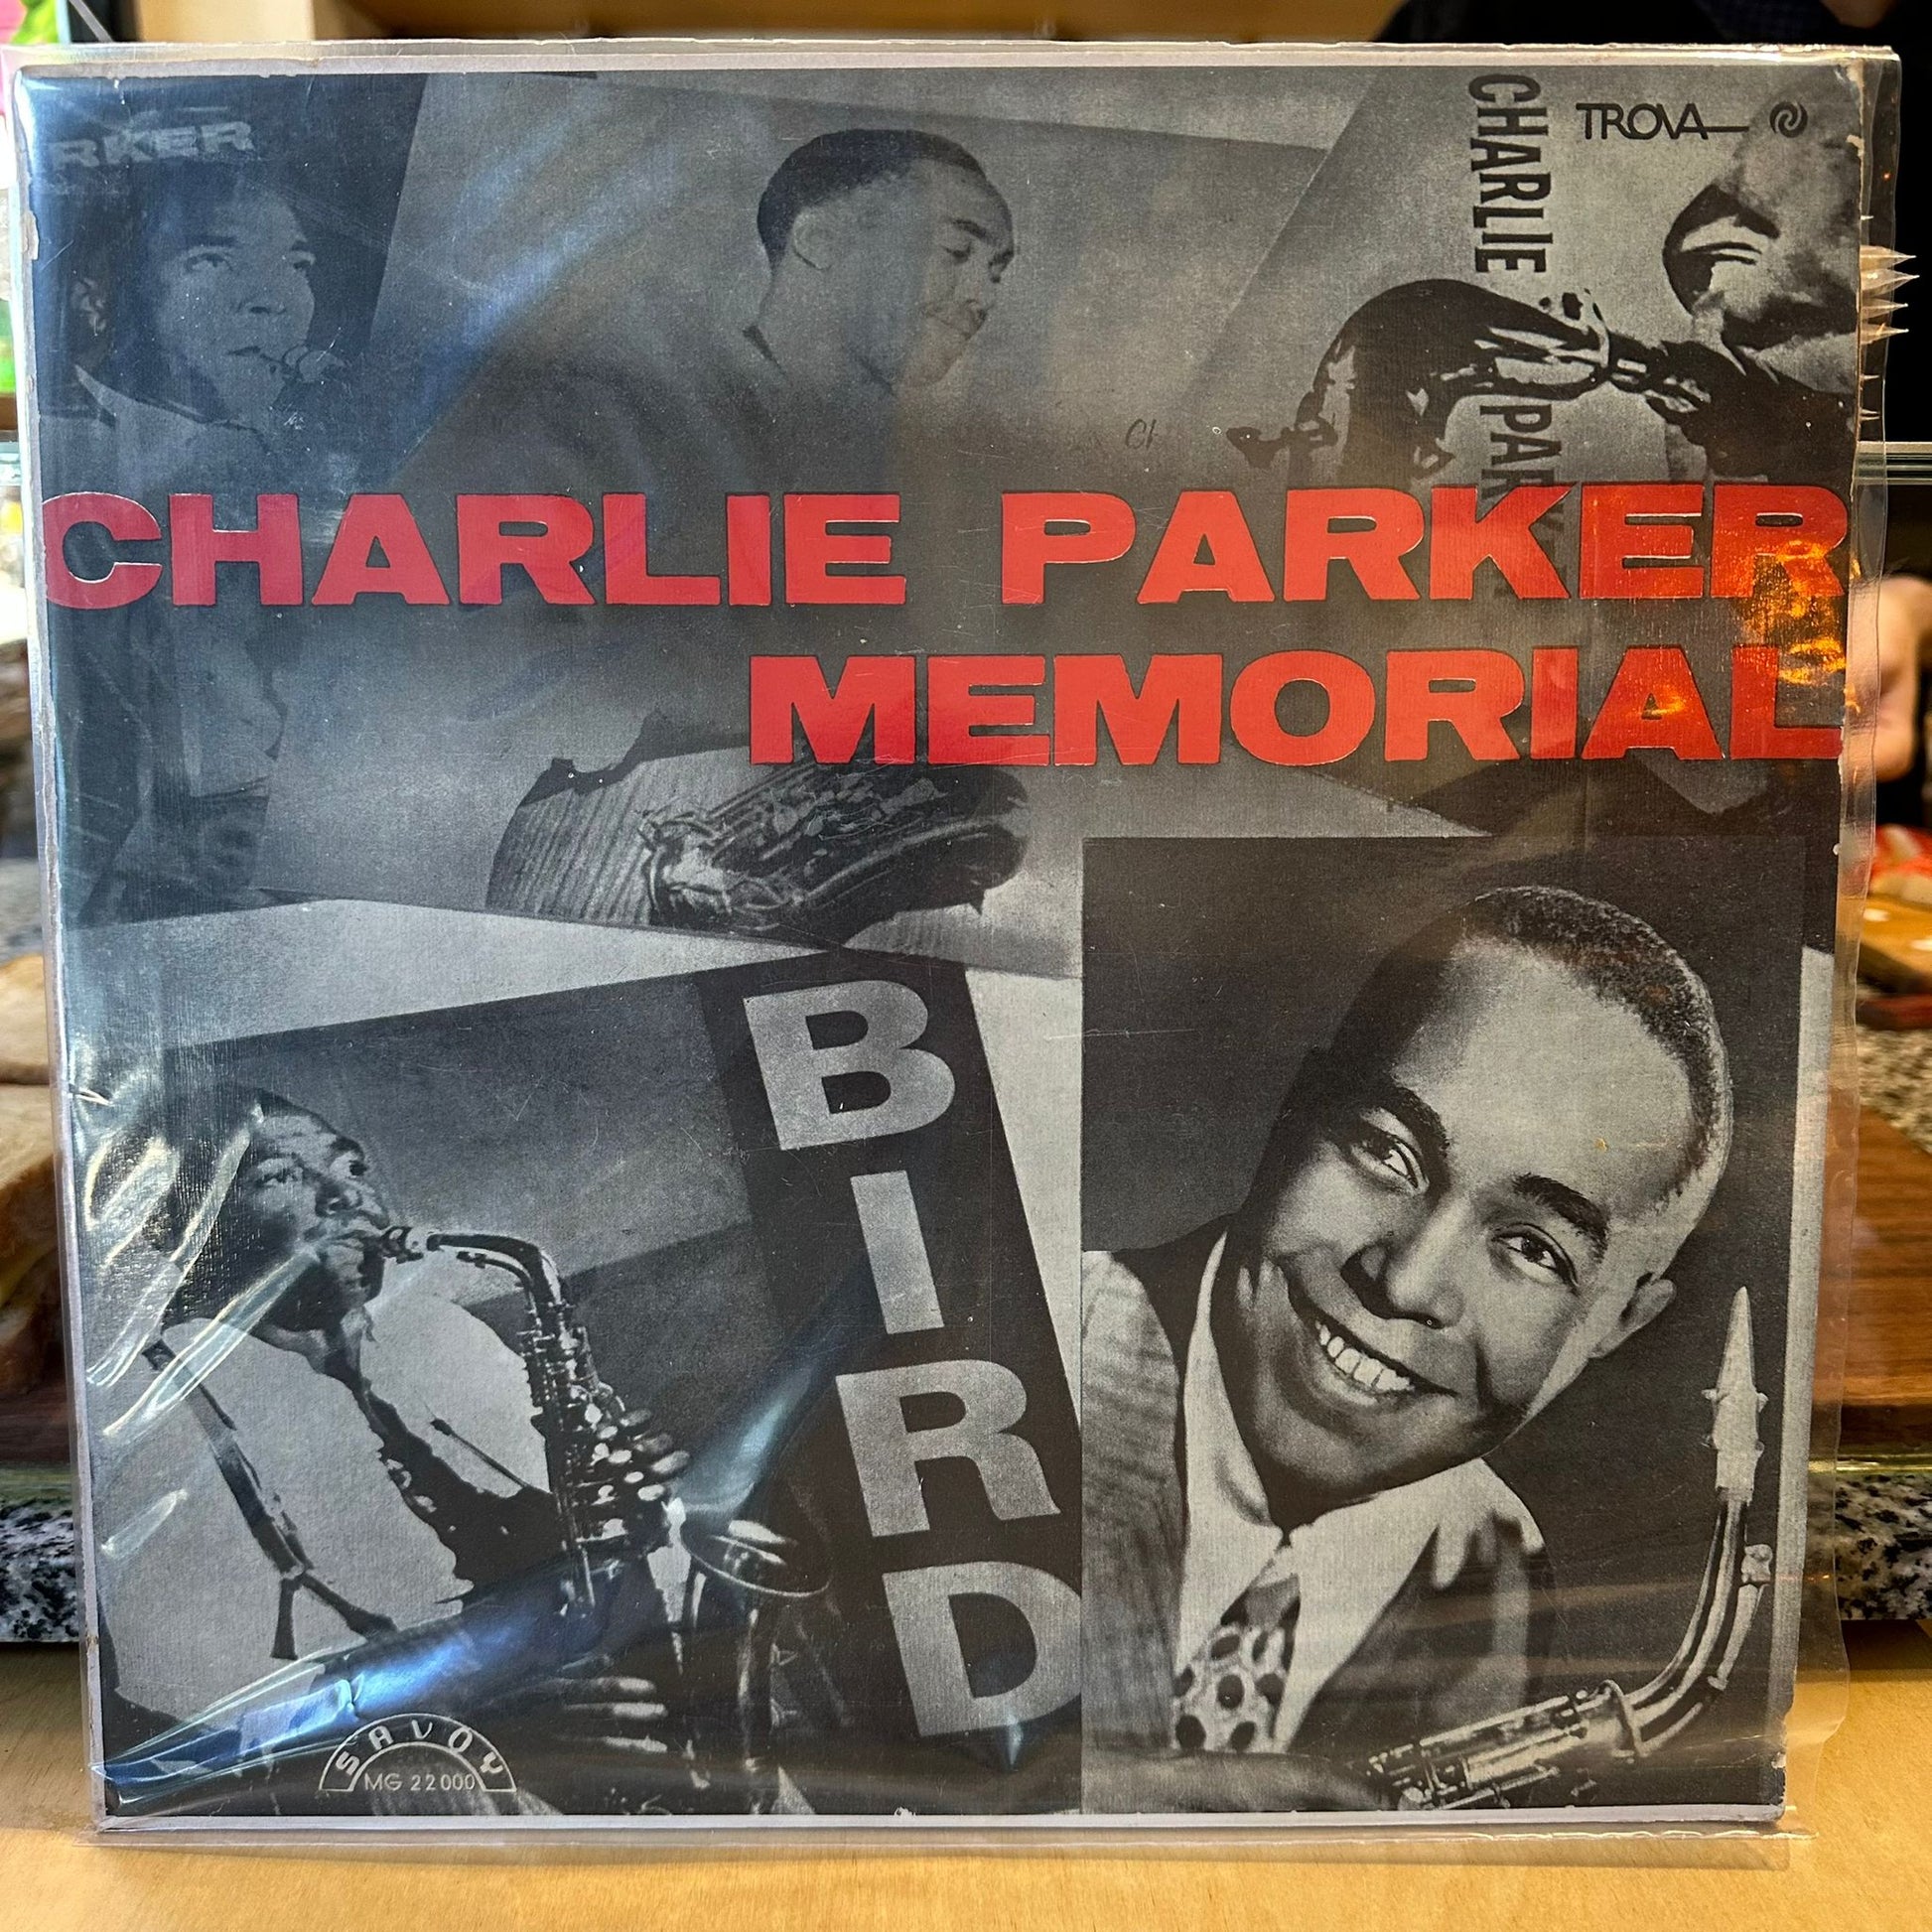 RKER
CHARLIE
TROVA
CHARLIE PARKER
MEMORIAL
BIRD
SAVOY
MG 22000